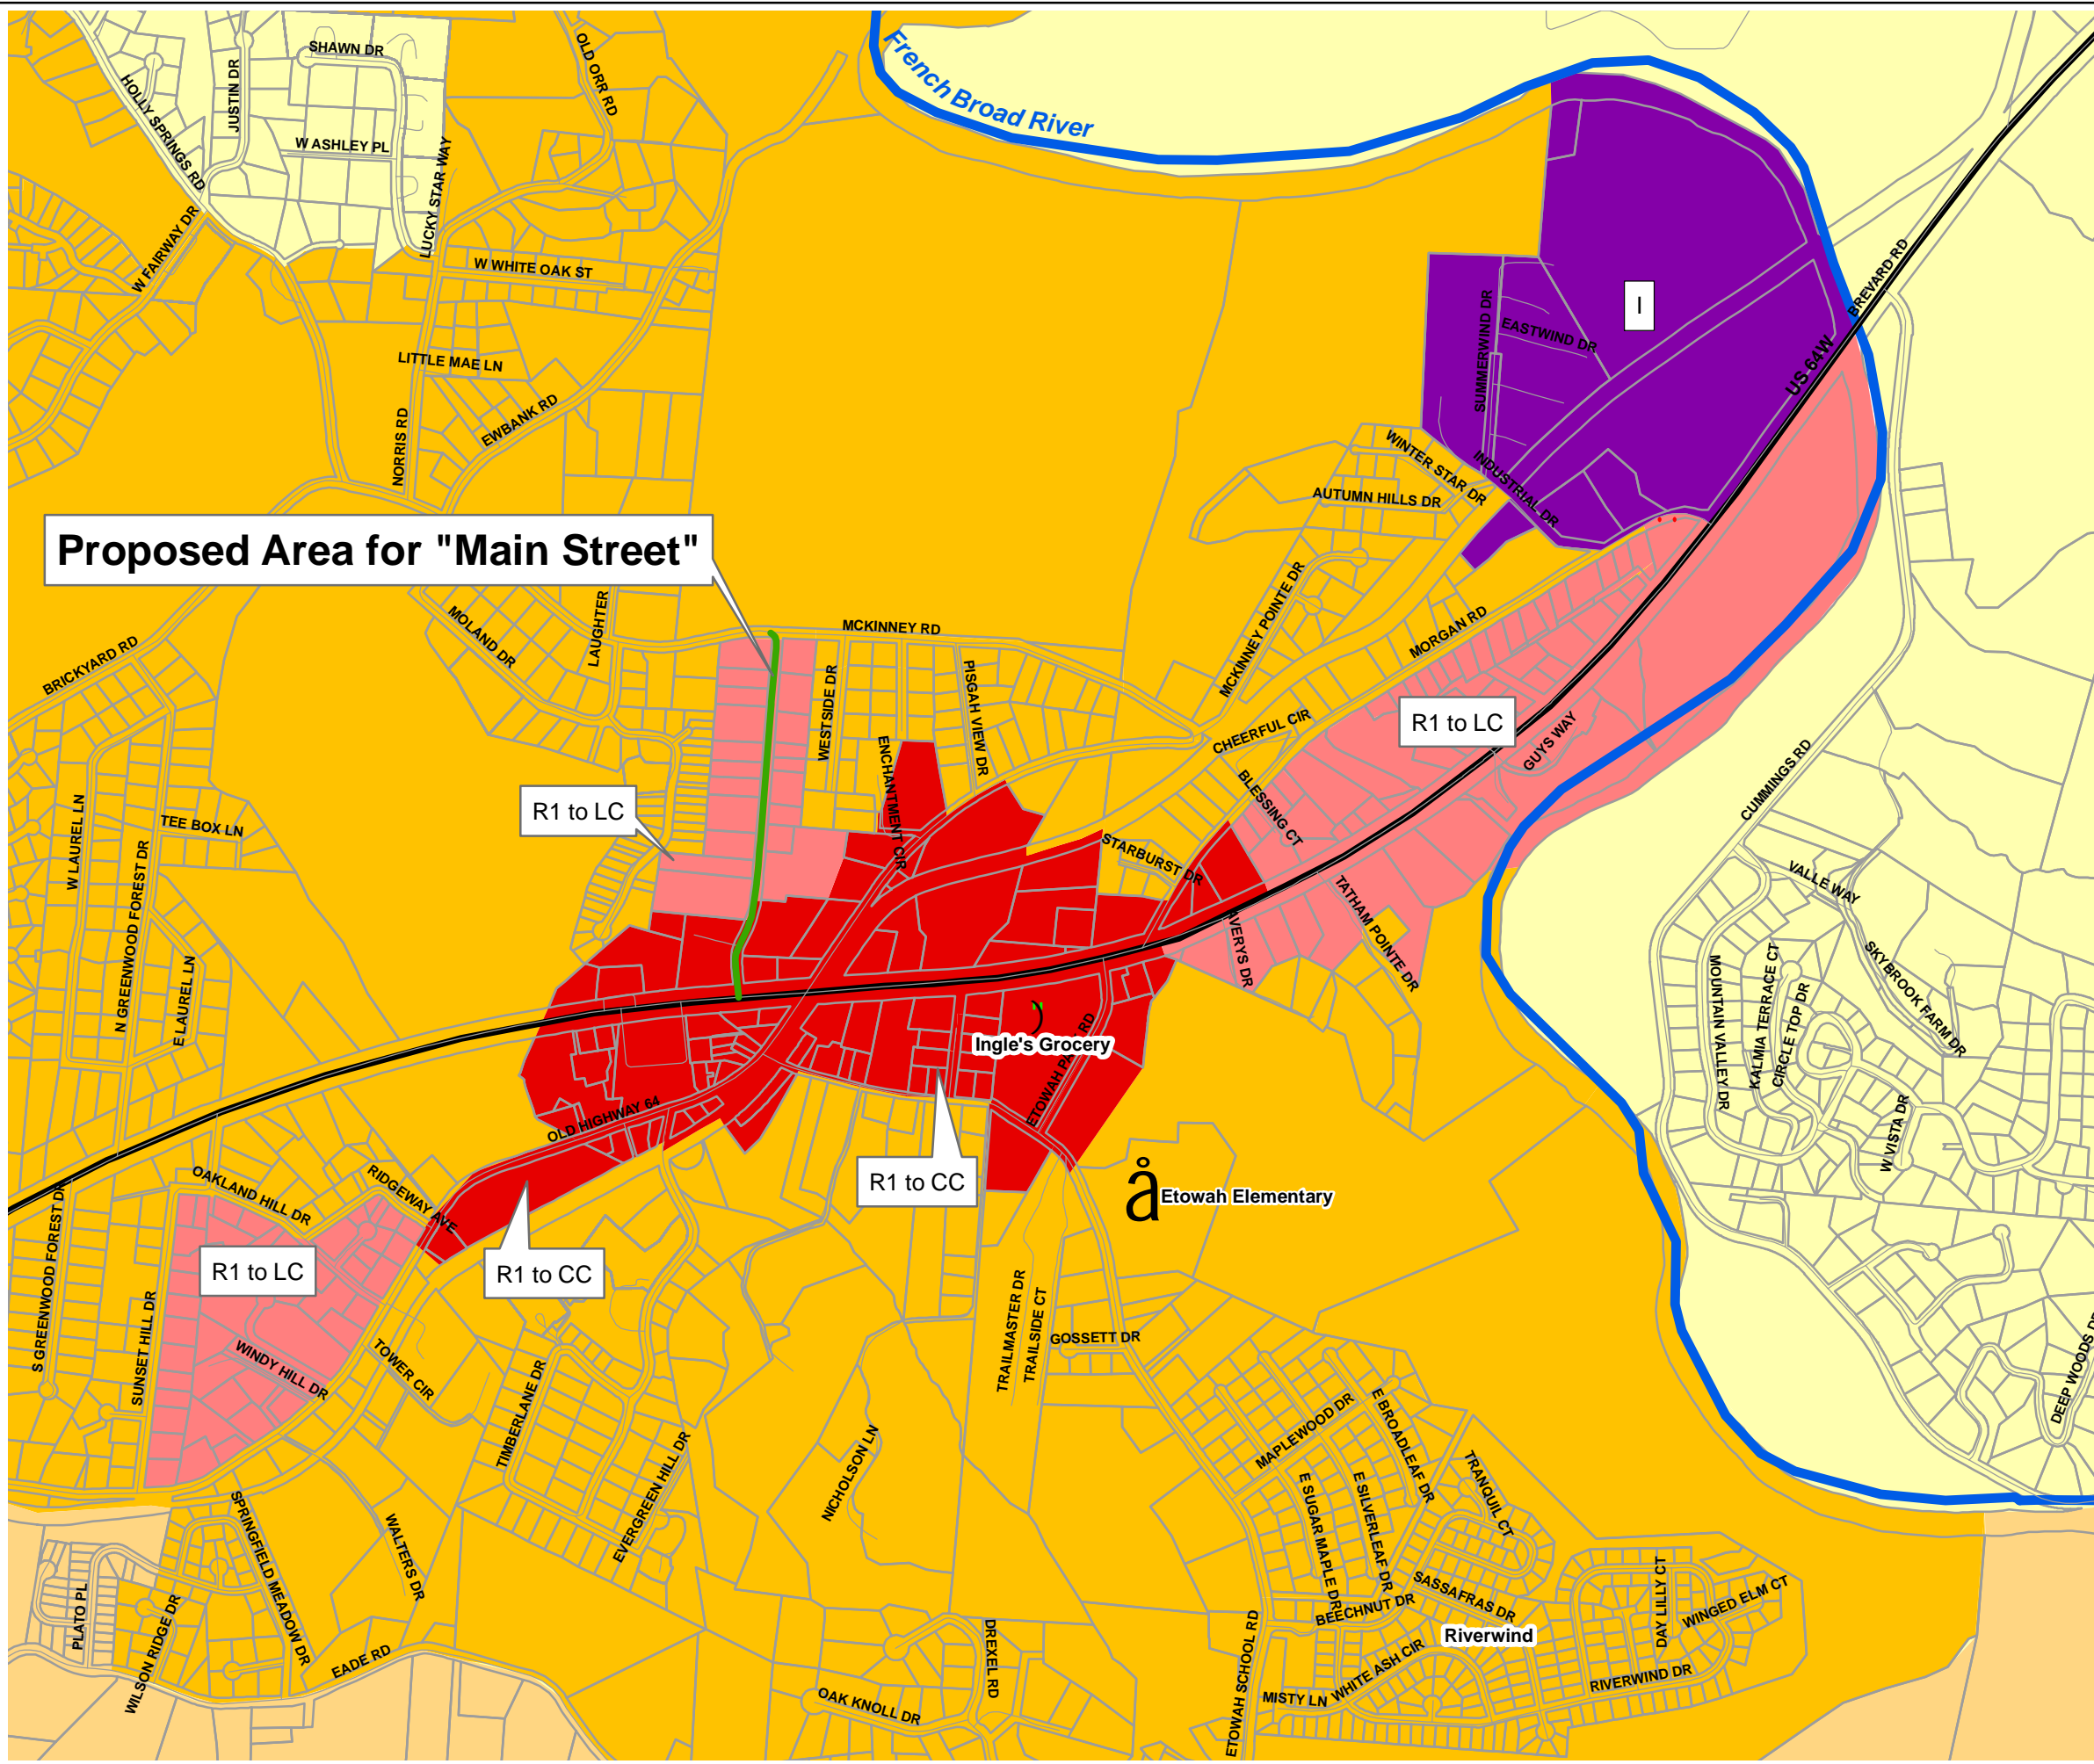 SHAWN DR
OLD ORR RD
French Broad River
HOLLY SPRINGS RD
JUSTIN DR
W ASHLEY PL
LUCKY STAR WAY
W FAIRWAY DR
W WHITE OAK ST
BREVARD RD
I
SUMMERWIND DR
EASTWIND DR
US 64W
LITTLE MAE LN
NORRIS RD
EWBANK RD
WINTER STAR DR
AUTUMN HILLS DR
INDUSTRIAL DR
Proposed Area for "Main Street"
MOLAND DR
LAUGHTER
MCKINNEY RD
MCKINNEY POINTE DR
MORGAN RD
BRICKYARD RD
WESTSIDE DR
PISGAH VIEW DR
CHEERFUL CIR
R1 to LC
GUYS WAY
ENCHANTMENT CIR
BLESSING CT
CUMMINGS RD
R1 to LC
W LAUREL LN
TEE BOX LN
N GREENWOOD FOREST DR
STARBURST DR
VALLE WAY
E LAUREL LN
AVERYS DR
TATHAM POINTE DR
SKYBROOK FARM DR
MOUNTAIN VALLEY DR
KALMIA TERRACE CT
CIRCLE TOP DR
Ingle's Grocery
OLD HIGHWAY 64
W VISTA DR
OAKLAND HILL DR
RIDGEWAY AVE
R1 to CC
å
Etowah Elementary
S GREENWOOD FOREST DR
R1 to LC
R1 to CC
SUNSET HILL DR
WINDY HILL DR
TOWER CIR
TIMBERLANE DR
TRAILMASTER DR
TRAILSIDE CT
GOSSETT DR
DEEP WOODS DR
MAPLEWOOD DR
E BROADLEAF DR
EVERGREEN HILL DR
NICHOLSON LN
TRANQUIL CT
SPRINGFIELD MEADOW DR
WALTERS DR
E SUGAR MAPLE DR
E SILVERLEAF DR
SASSAFRAS DR
BEECHNUT DR
DAY LILLY CT
WINGED ELM CT
PLATO PL
WILSON RIDGE DR
EADE RD
DREXEL RD
Riverwind
ETOWAH SCHOOL RD
WHITE ASH CIR
RIVERWIND DR
MISTY LN
OAK KNOLL DR